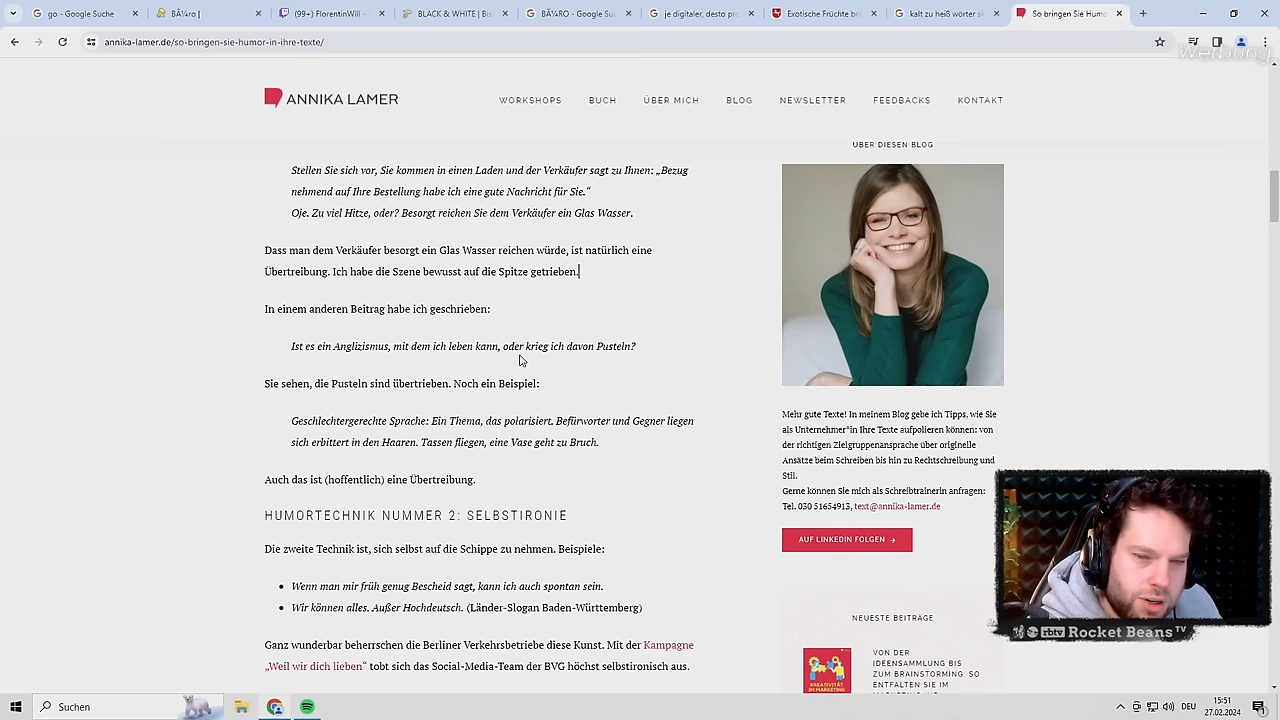 go - Google Suche
BÃ¼ro |
(99+) FlorentinWill -
BLACK & WHITE | Bis
BÃ¼RO - Google Su
je digitaler, desto pro
Exotische Früchte bri
kalt zu heiß wörter sk
So bringen Sie Humo
annika-lamer.de/so-bringen-sie-humor-in-ihre-texte/
Werbung
ANNIKA LAMER
WORKSHOPS BUCH ÜBER MICH BLOG NEWSLETTER FEEDBACKS KONTAKT
Stellen Sie sich vor, Sie kommen in einen Laden und der Verkäufer sagt zu Ihnen: „Bezug
nehmend auf Ihre Bestellung habe ich eine gute Nachricht für Sie.“
Oje. Zu viel Hitze, oder? Besorgt reichen Sie dem Verkäufer ein Glas Wasser.
Dass man dem Verkäufer besorgt ein Glas Wasser reichen würde, ist natürlich eine
Übertreibung. Ich habe die Szene bewusst auf die Spitze getrieben.
In einem anderen Beitrag habe ich geschrieben:
Ist es ein Anglizismus, mit dem ich leben kann, oder krieg ich davon Pusteln?
Sie sehen, die Pusteln sind übertrieben. Noch ein Beispiel:
Geschlechtergerechte Sprache: Ein Thema, das polarisiert. Befürworter und Gegner liegen
sich erbittert in den Haaren. Tassen fliegen, eine Vase geht zu Bruch.
Auch das ist (hoffentlich) eine Übertreibung.
HUMORTECHNIK NUMMER 2: SELBSTIRONIE
Die zweite Technik ist, sich selbst auf die Schippe zu nehmen. Beispiele:
• Wenn man mir früh genug Bescheid sagt, kann ich auch spontan sein.
• Wir können alles. Außer Hochdeutsch. (Länder-Slogan Baden-Württemberg)
Ganz wunderbar beherrschen die Berliner Verkehrsbetriebe diese Kunst. Mit der Kampagne
„Weil wir dich lieben“ tobt sich das Social-Media-Team der BVG höchst selbstironisch aus.
ÜBER DIESEN BLOG
Mehr gute Texte! In meinem Blog gebe ich Tipps, wie Sie
als Unternehmer*in Ihre Texte aufpolieren können: von
der richtigen Zielgruppenansprache über originelle
Ansätze beim Schreiben bis hin zu Rechtschreibung und
Stil.
Gerne können Sie mich als Schreibtrainerin anfragen:
Tel. 030 51654913, text@annika-lamer.de
AUF LINKEDIN FOLGEN →
NEUESTE BEITRÄGE
KREATIVITÄT
IM MARKETING
VON DER
IDEENSAMMLUNG BIS
ZUM BRAINSTORMING: SO
ENTFALTEN SIE IM
rbtv Rocket Beans TV
Suchen
DEU
15:51
27.02.2024